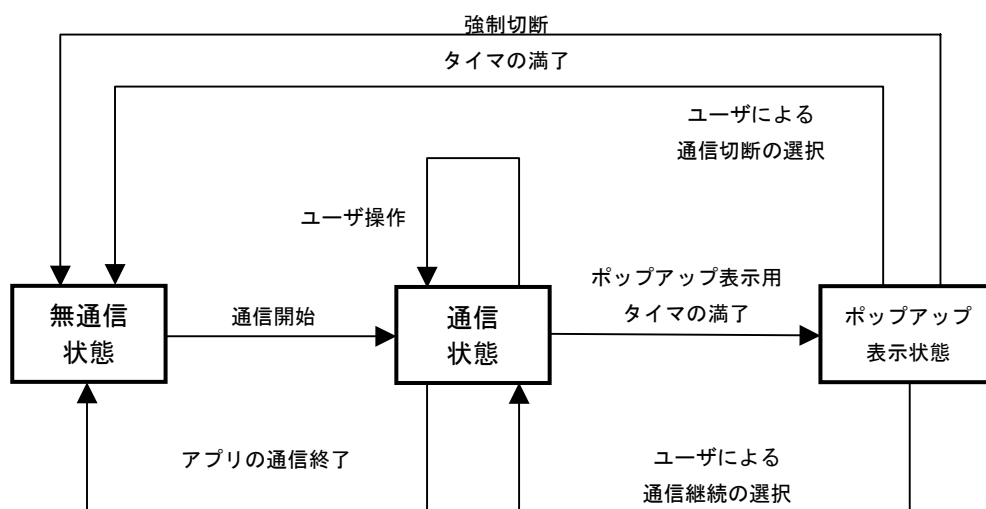 強制切断
タイマの満了
ユーザによる
通信切断の選択
ユーザ操作
ポップアップ表示用
タイマの満了
無通信
状態
通信開始
通信
状態
ポップアップ
表示状態
アプリの通信終了
ユーザによる
通信継続の選択